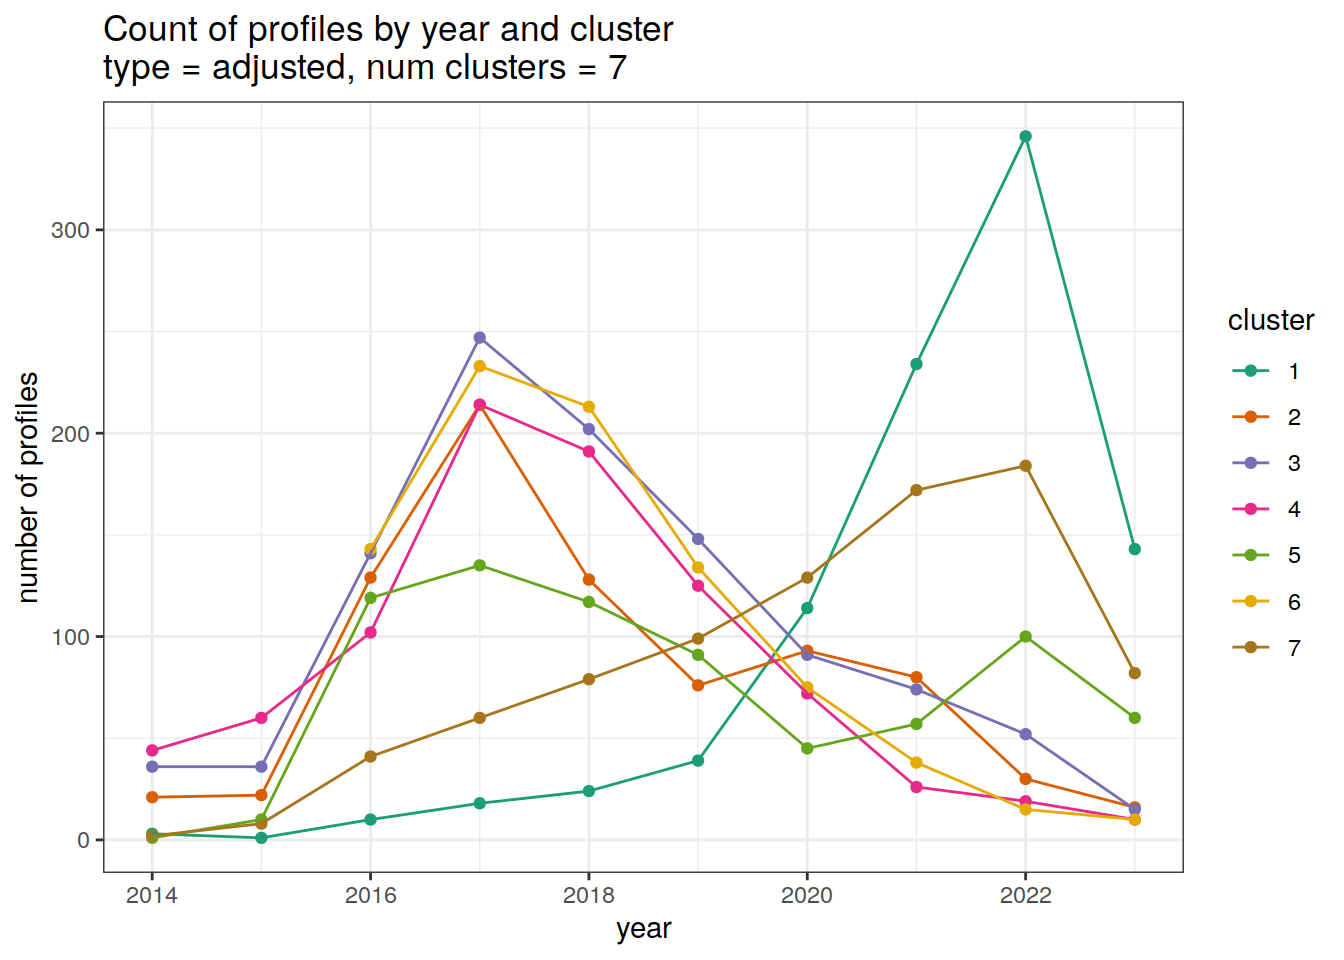 Count of profiles by year and cluster
type = adjusted, num clusters = 7
number of profiles
300
200
100
0
2014 2016 2018 2020 2022
year
cluster
1
2
3
4
5
6
7